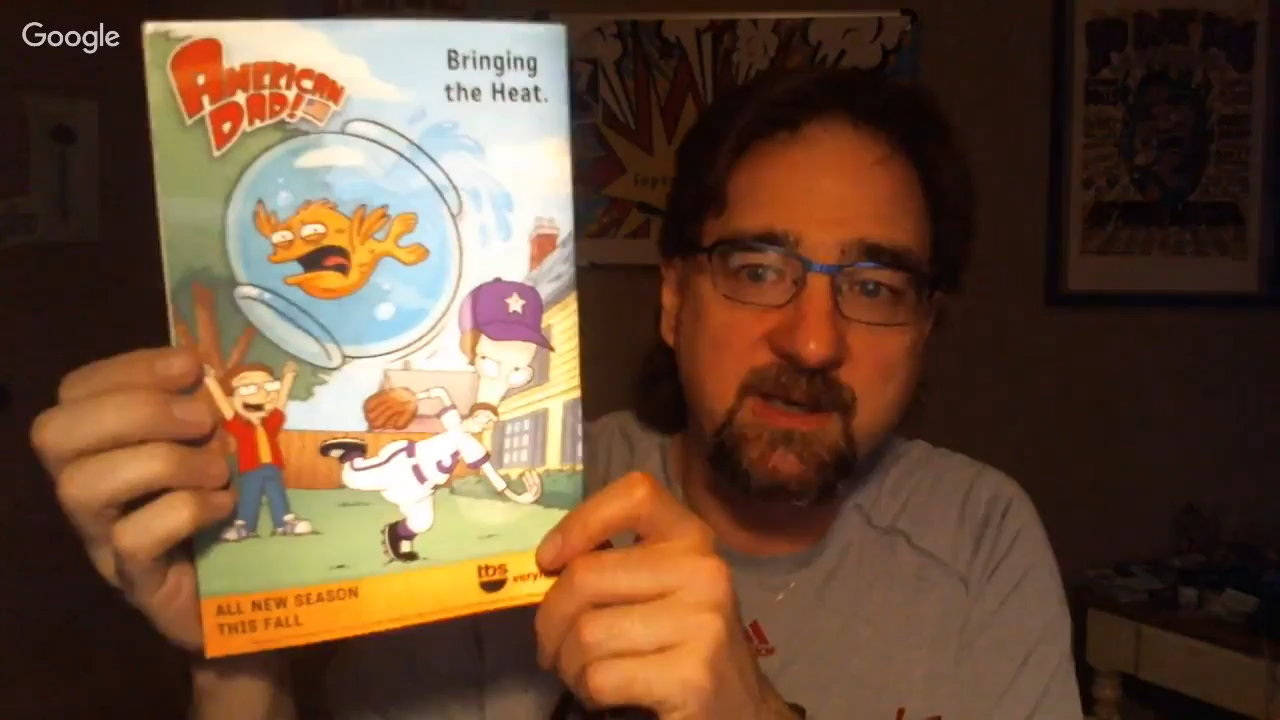 Google
AMERICAN
DAD!
Bringing
the Heat.
tbs
ALL NEW SEASON
THIS FALL